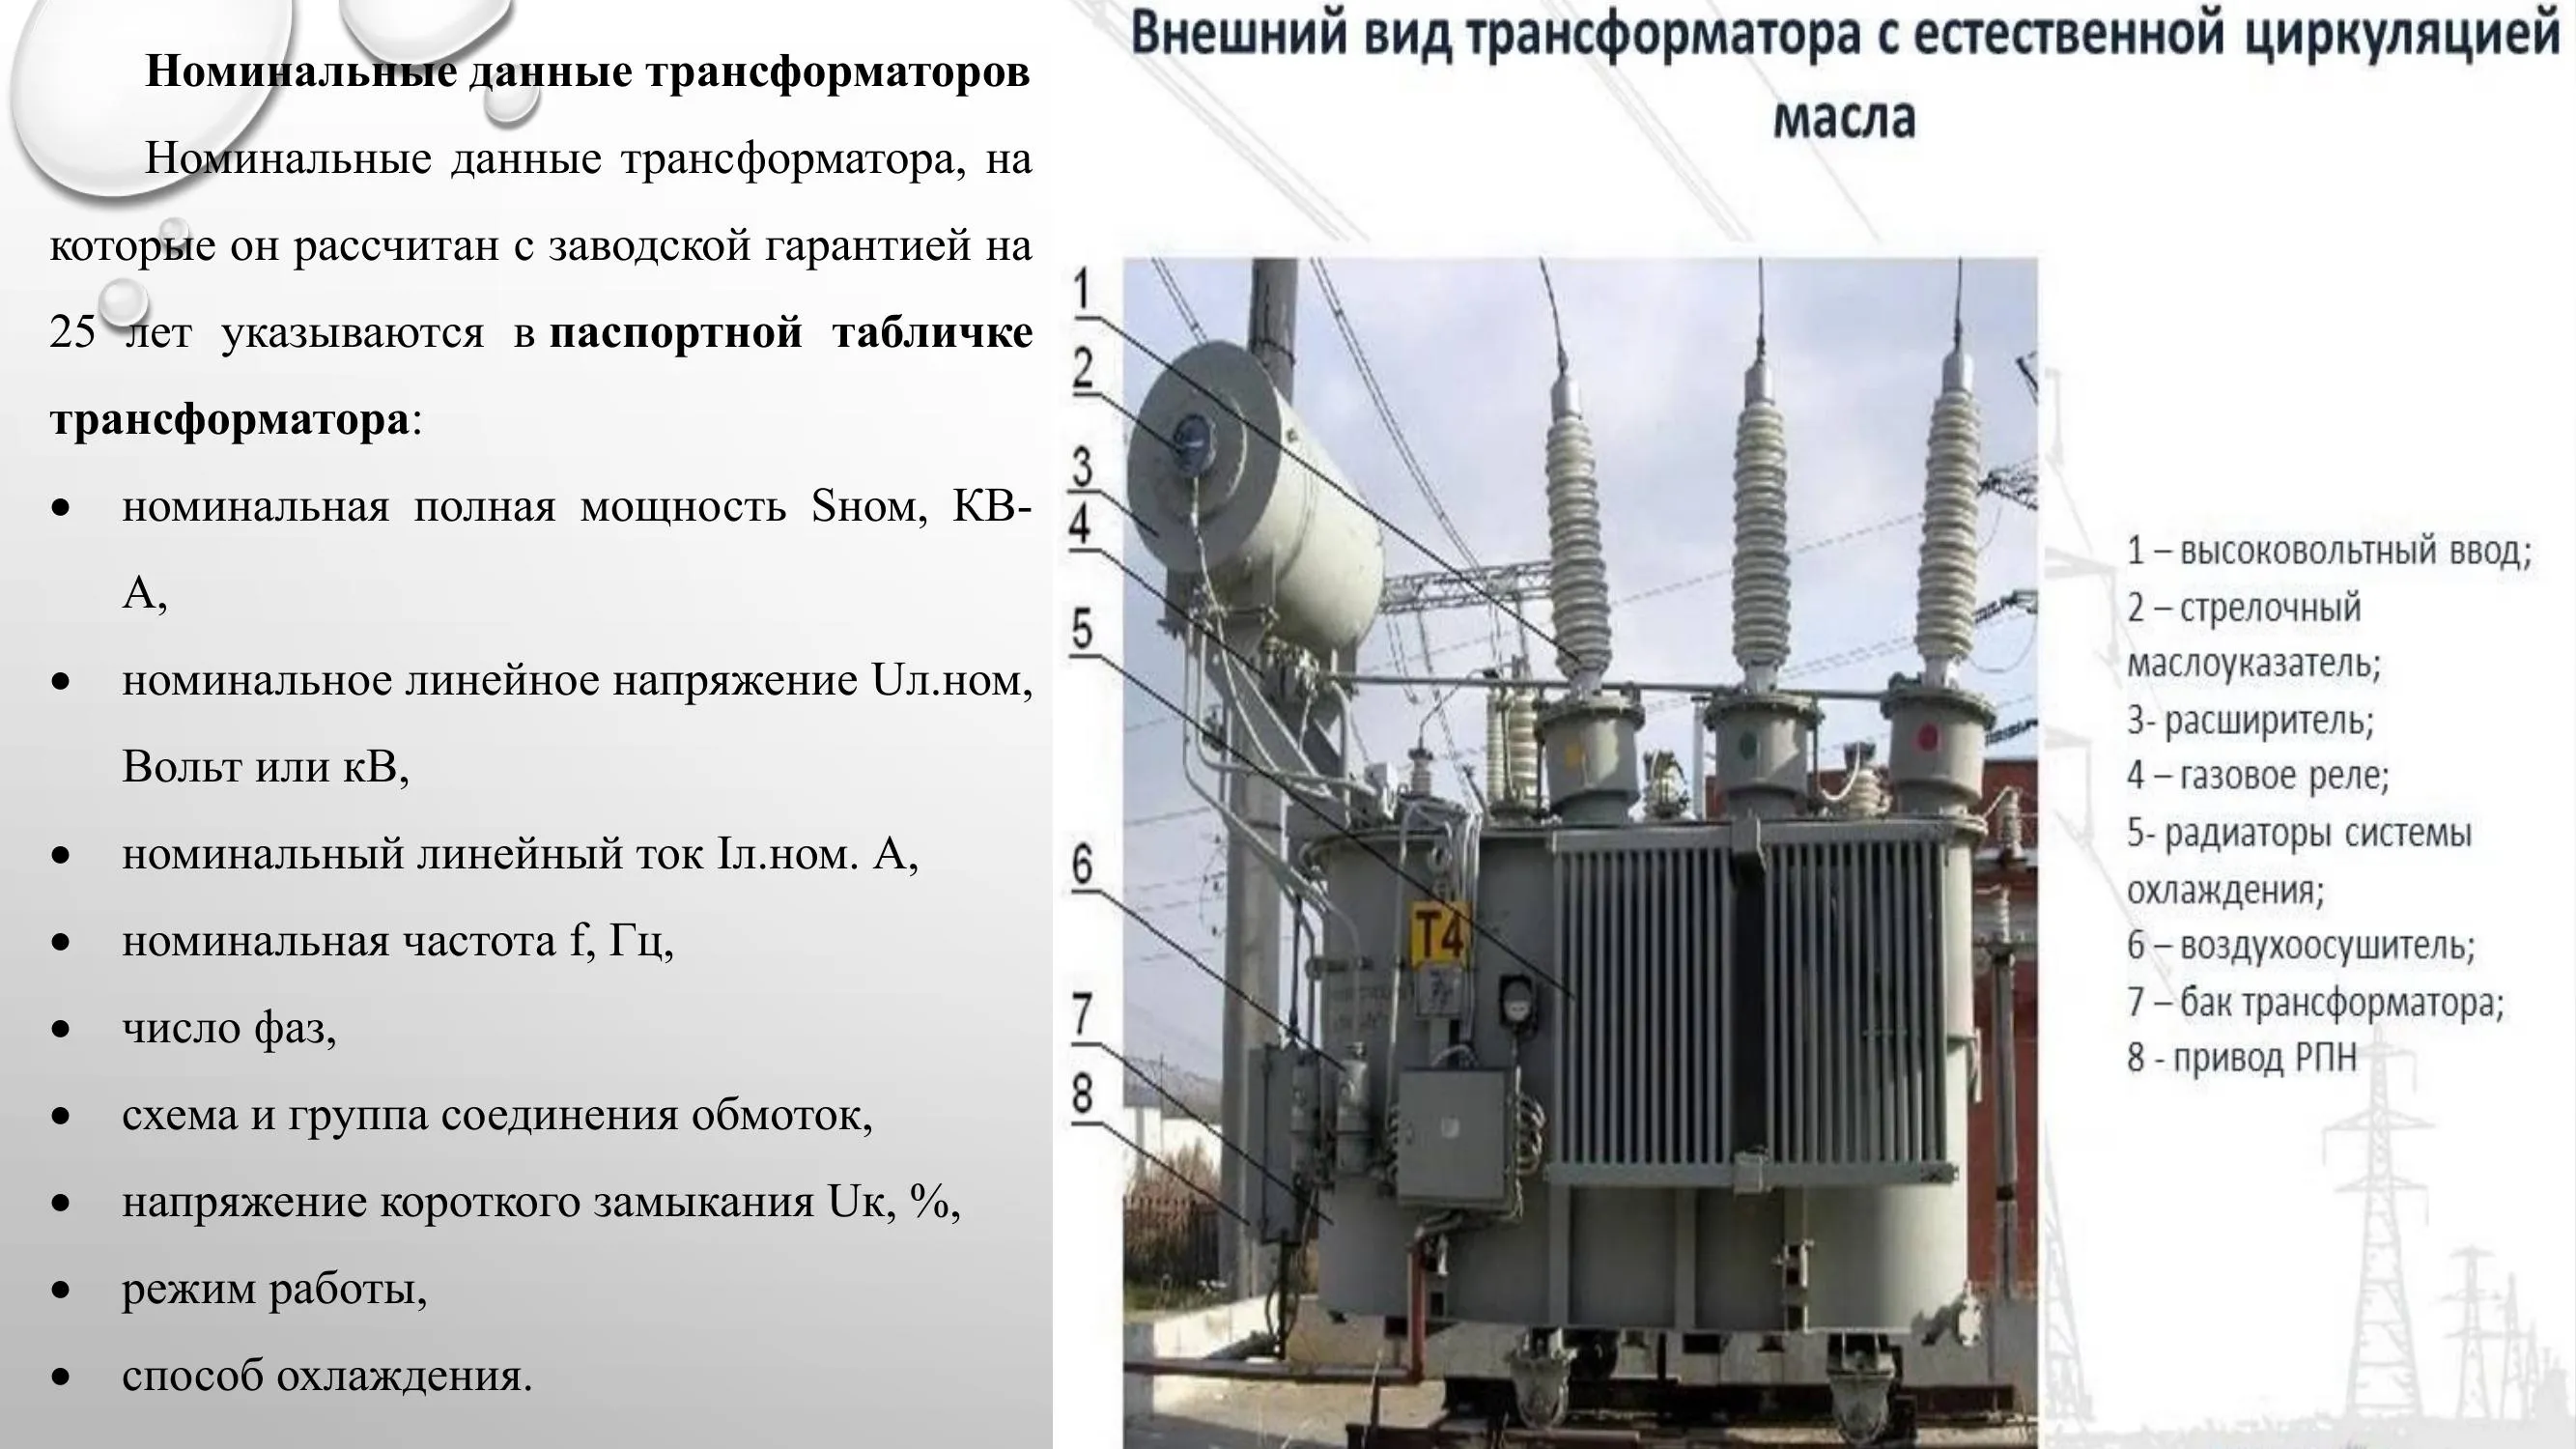 Номинальные данные трансформаторов
Номинальные данные трансформатора, на
которые он рассчитан с заводской гарантией на
25 лет указываются в паспортной табличке
трансформатора:
• номинальная полная мощность Sном, КВ-
А,
• номинальное линейное напряжение Uл.ном,
Вольт или кВ,
• номинальный линейный ток Iл.ном. А,
• номинальная частота f, Гц,
• число фаз,
• схема и группа соединения обмоток,
• напряжение короткого замыкания Uк, %,
• режим работы,
• способ охлаждения.
Внешний вид трансформатора с естественной циркуляцией
масла
1
2
3
4
5
6
7
8
Т4
1 – высоковольтный ввод;
2 – стрелочный
маслоуказатель;
3- расширитель;
4 – газовое реле;
5- радиаторы системы
охлаждения;
6 – воздухоосушитель;
7 – бак трансформатора;
8 - привод РПН